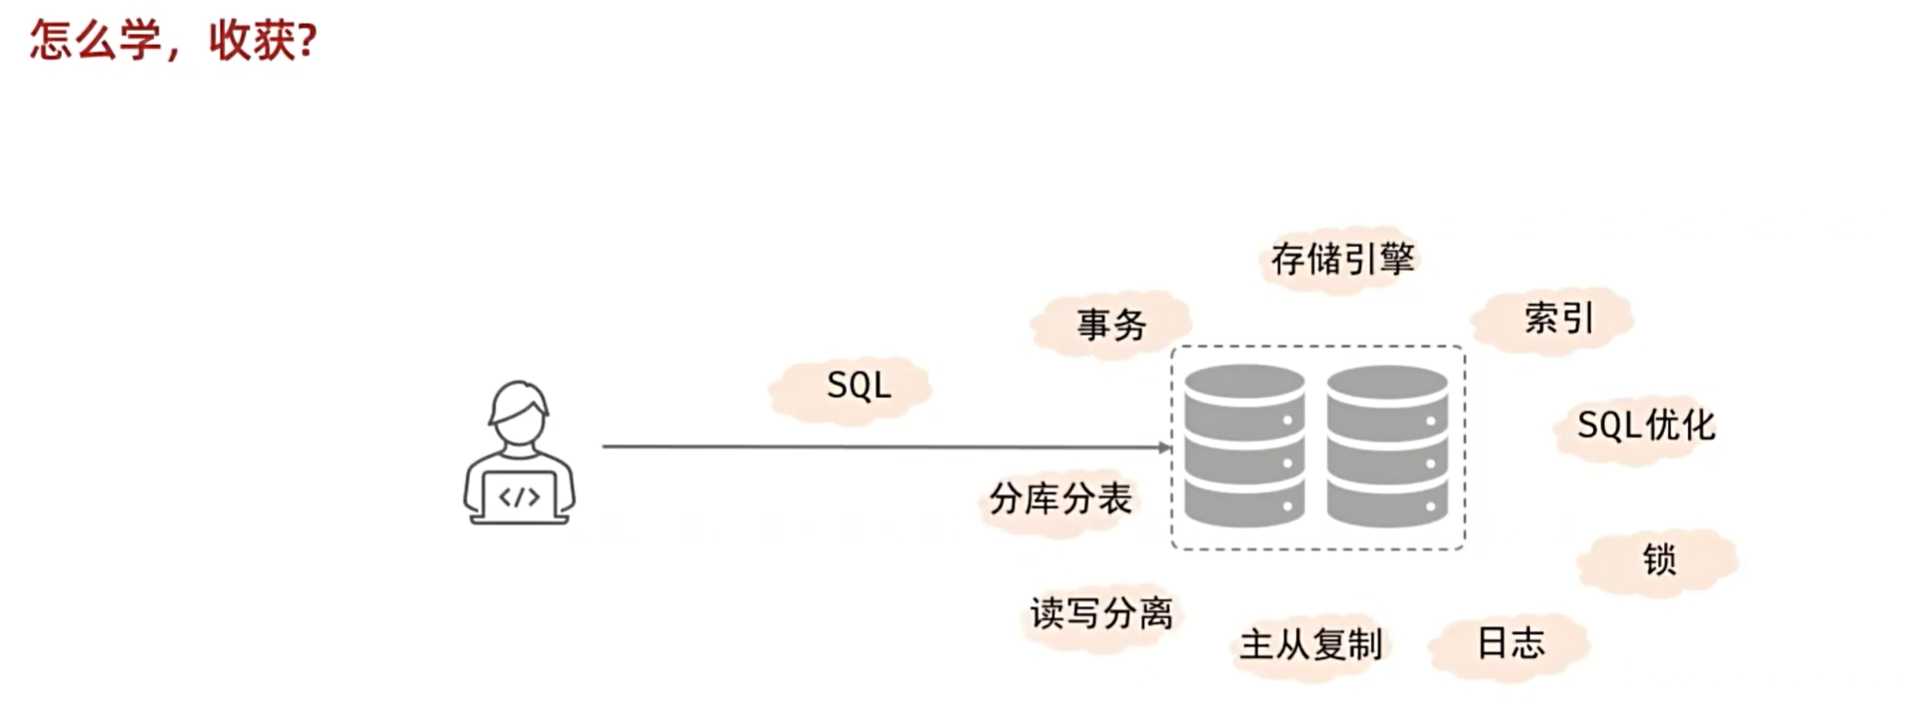 怎么学，收获?
存储引擎
事务
索引
SQL
SQL优化
</>
分库分表
锁
读写分离
主从复制
日志